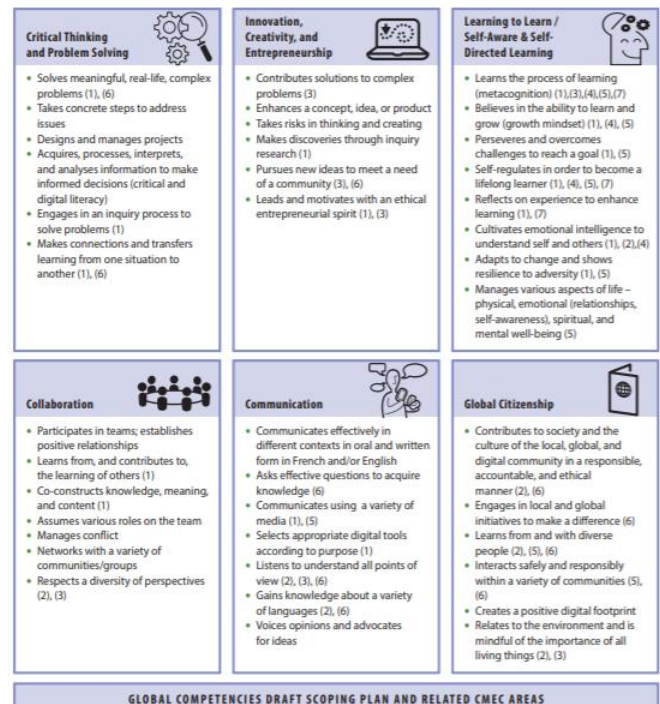 Critical Thinking
and Problem Solving
• Solves meaningful, real-life, complex
problems (1), (6)
• Takes concrete steps to address
issues
• Designs and manages projects
• Acquires, processes, interprets,
and analyses information to make
informed decisions (critical and
digital literacy)
• Engages in an inquiry process to
solve problems (1)
• Makes connections and transfers
learning from one situation to
another (1), (6)
Innovation,
Creativity, and
Entrepreneurship
• Contributes solutions to complex
problems (3)
• Enhances a concept, idea, or product
• Takes risks in thinking and creating
• Makes discoveries through inquiry
research (1)
• Pursues new ideas to meet a need
of a community (3), (6)
• Leads and motivates with an ethical
entrepreneurial spirit (1), (3)
Learning to Learn /
Self-Aware & Self-
Directed Learning
• Learns the process of learning
(metacognition) (1),(3),(4),(5),(7)
• Believes in the ability to learn and
grow (growth mindset) (1), (4), (5)
• Perseveres and overcomes
challenges to reach a goal (1), (5)
• Self-regulates in order to become a
lifelong learner (1), (4), (5), (7)
• Reflects on experience to enhance
learning (1), (7)
• Cultivates emotional intelligence to
understand self and others (1), (2),(4)
• Adapts to change and shows
resilience to adversity (1), (5)
• Manages various aspects of life –
physical, emotional (relationships,
self-awareness), spiritual, and
mental well-being (5)
Collaboration
• Participates in teams; establishes
positive relationships
• Learns from, and contributes to,
the learning of others (1)
• Co-constructs knowledge, meaning,
and content (1)
• Assumes various roles on the team
• Manages conflict
• Networks with a variety of
communities/groups
• Respects a diversity of perspectives
(2), (3)
Communication
• Communicates effectively in
different contexts in oral and written
form in French and/or English
• Asks effective questions to acquire
knowledge (6)
• Communicates using a variety of
media (1), (5)
• Selects appropriate digital tools
according to purpose (1)
• Listens to understand all points of
view (2), (3), (6)
• Gains knowledge about a variety
of languages (2), (6)
• Voices opinions and advocates
for ideas
Global Citizenship
• Contributes to society and the
culture of the local, global, and
digital community in a responsible,
accountable, and ethical
manner (2), (6)
• Engages in local and global
initiatives to make a difference (6)
• Learns from and with diverse
people (2), (5), (6)
• Interacts safely and responsibly
within a variety of communities (5),
(6)
• Creates a positive digital footprint
• Relates to the environment and is
mindful of the importance of all
living things (2), (3)
GLOBAL COMPETENCIES DRAFT SCOPING PLAN AND RELATED CMEC AREAS